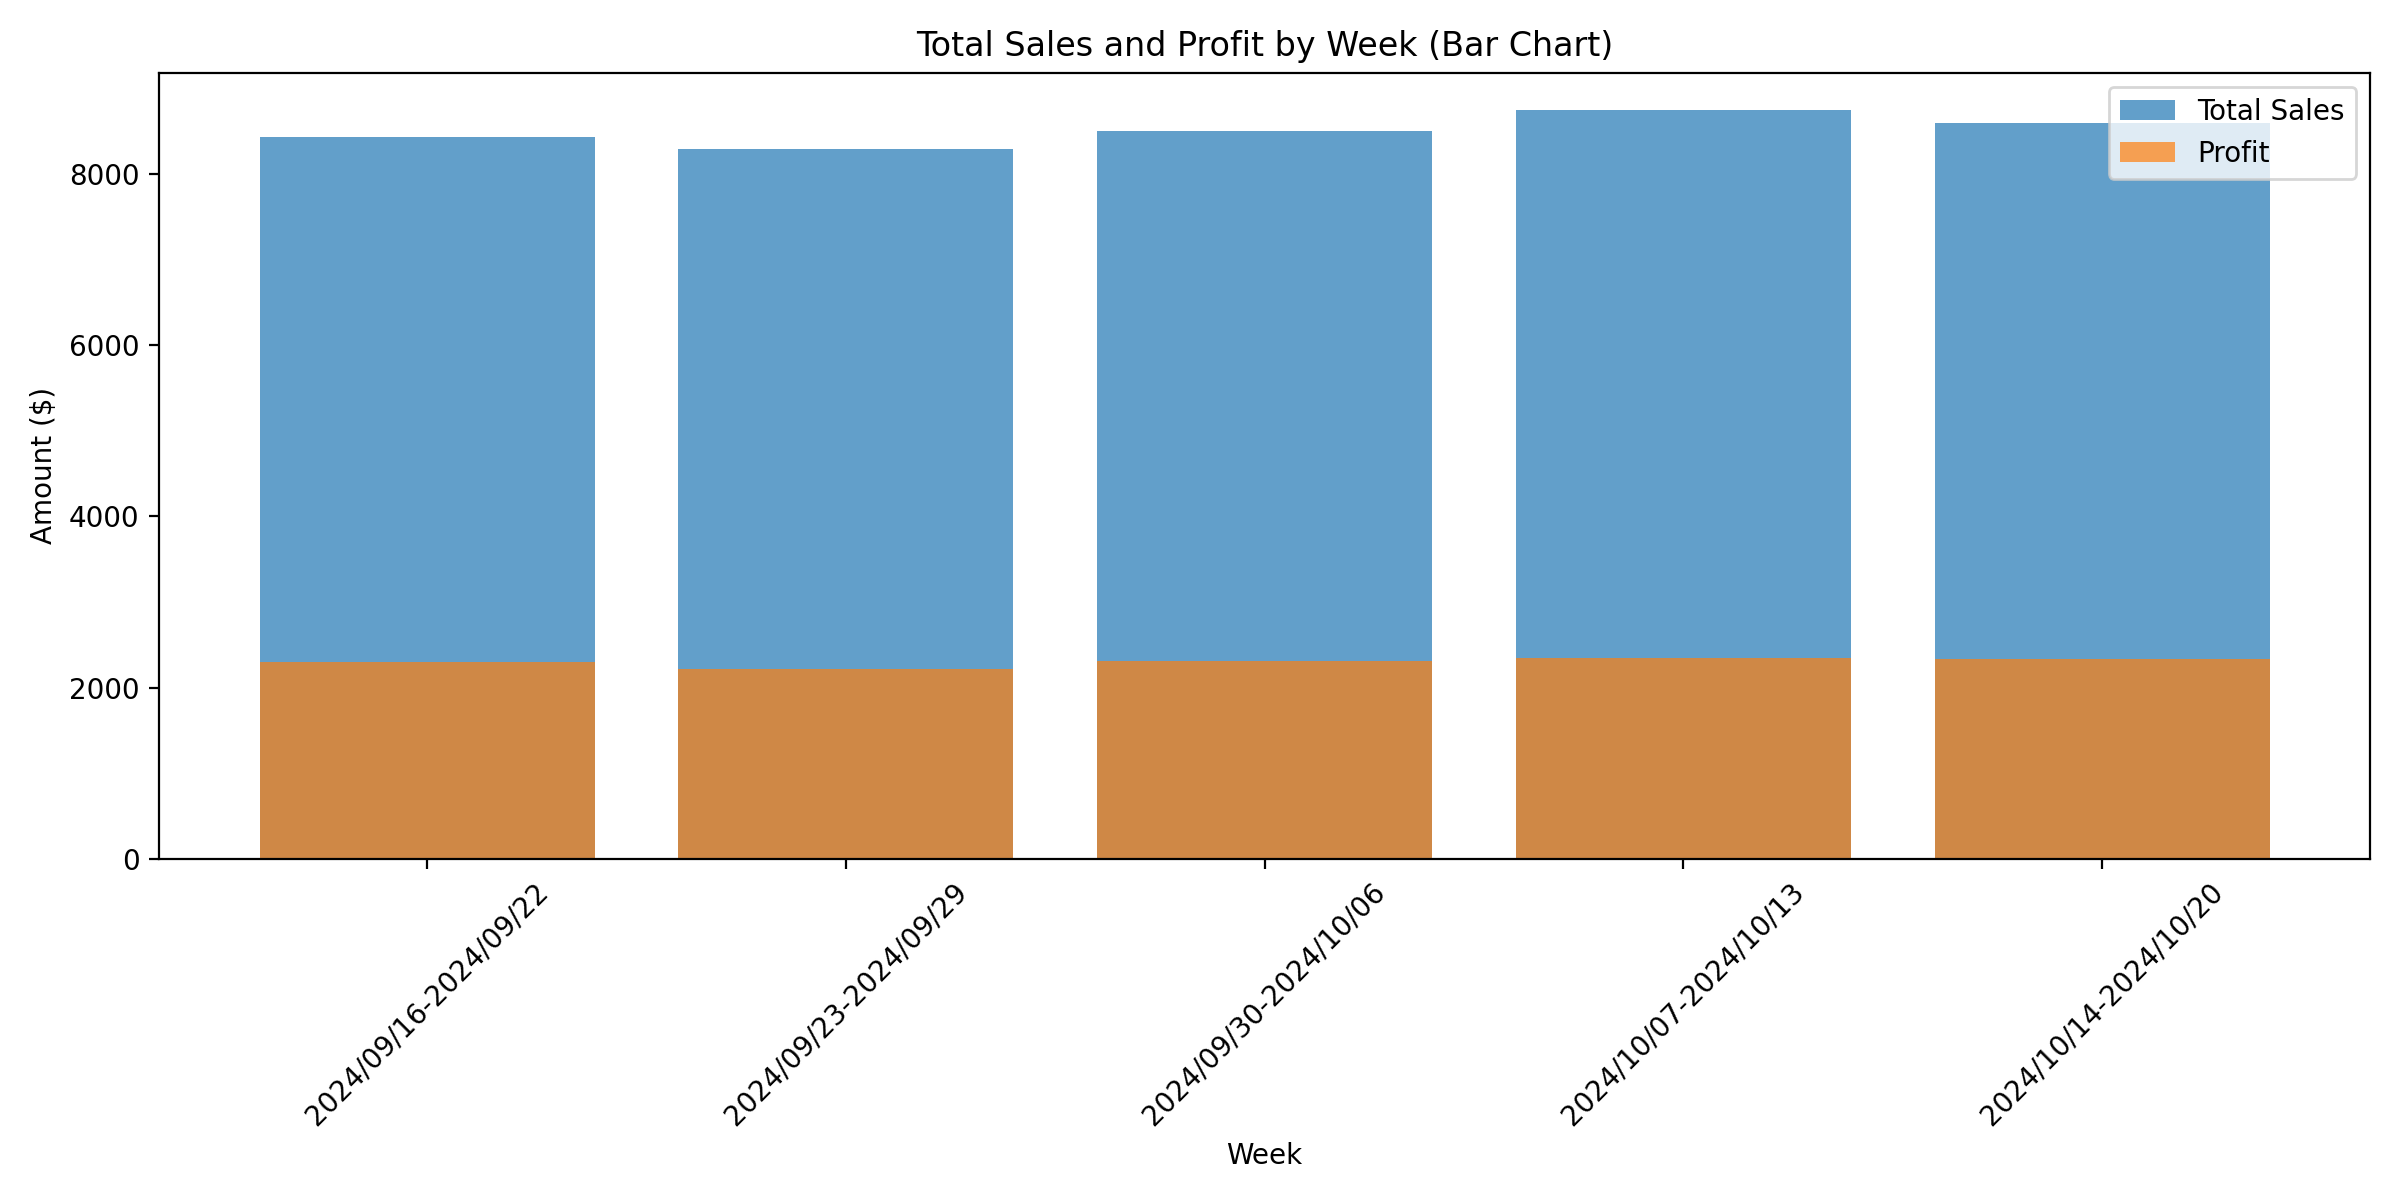 Total Sales and Profit by Week (Bar Chart)
Total Sales
Profit
Amount ($)
8000
6000
4000
2000
0
2024/09/16-2024/09/22
2024/09/23-2024/09/29
2024/09/30-2024/10/06
2024/10/07-2024/10/13
2024/10/14-2024/10/20
Week